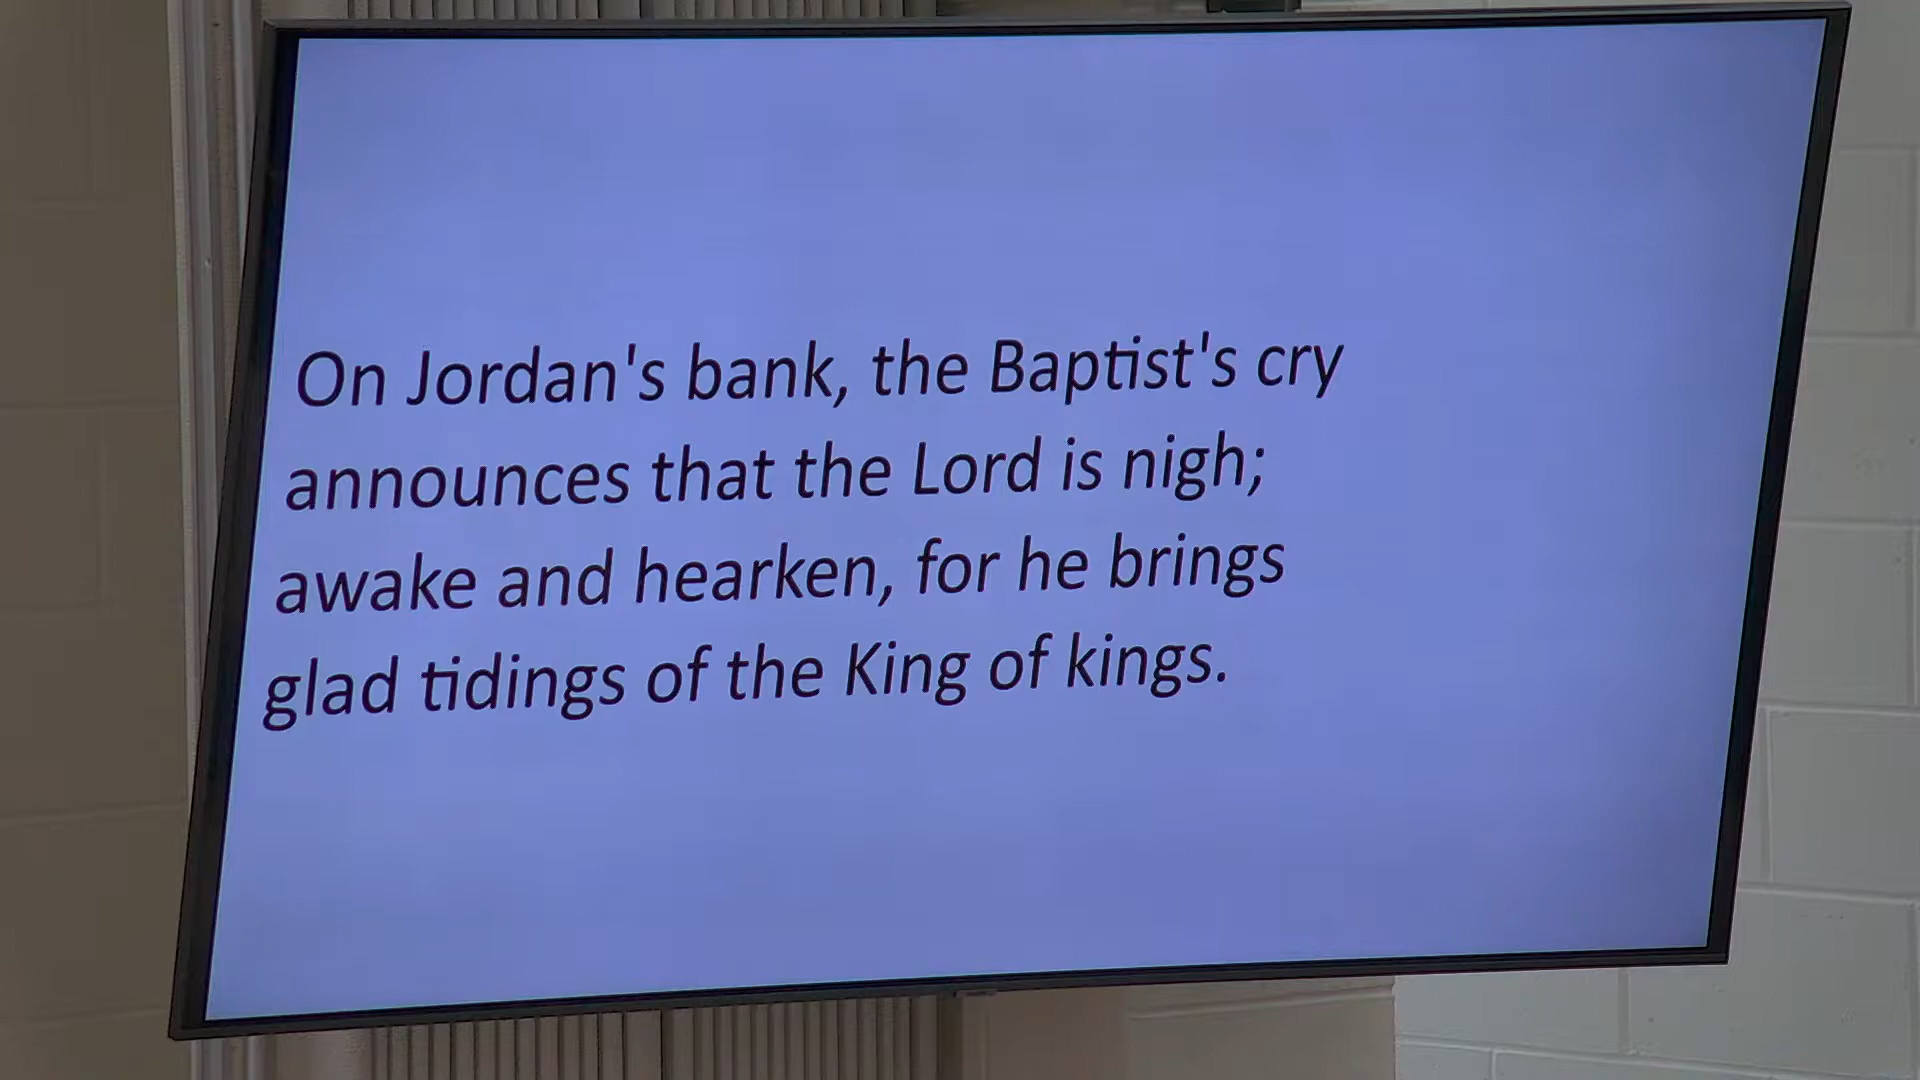 On Jordan's bank, the Baptist's cry
announces that the Lord is nigh;
awake and hearken, for he brings
glad tidings of the King of kings.